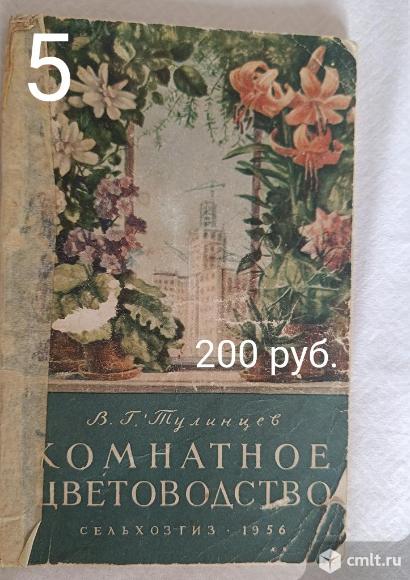 5
200 руб.
В. Г. Тулинцев
КОМНАТНОЕ
ЦВЕТОВОДСТВО
СЕЛЬХОЗГИЗ · 1956
cmlt.ru